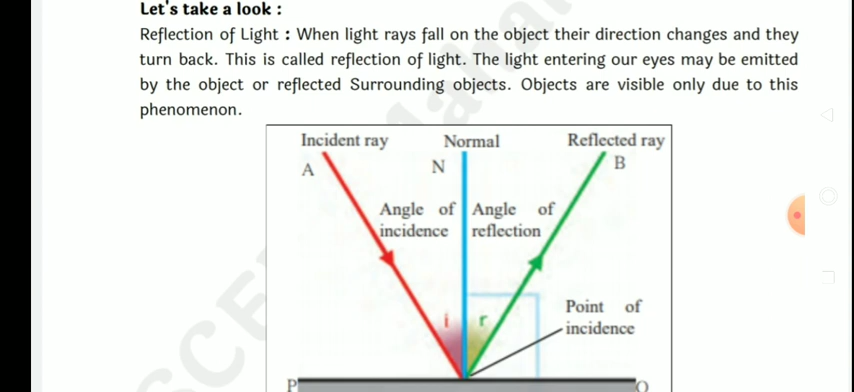 Let's take a look :
Reflection of Light : When light rays fall on the object their direction changes and they
turn back. This is called reflection of light. The light entering our eyes may be emitted
by the object or reflected Surrounding objects. Objects are visible only due to this
phenomenon.
Incident ray Normal Reflected ray
A N B
Angle of incidence
Angle of reflection
i r
Point of incidence
P